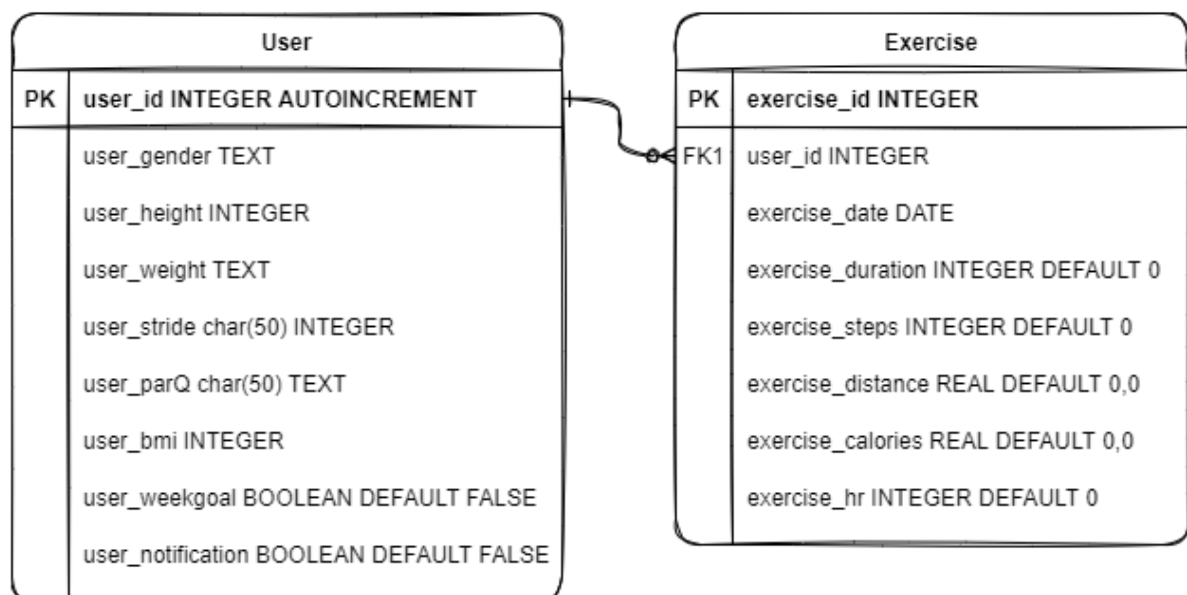 User
PK user_id INTEGER AUTOINCREMENT
user_gender TEXT
user_height INTEGER
user_weight TEXT
user_stride char(50) INTEGER
user_parQ char(50) TEXT
user_bmi INTEGER
user_weekgoal BOOLEAN DEFAULT FALSE
user_notification BOOLEAN DEFAULT FALSE
Exercise
PK exercise_id INTEGER
FK1 user_id INTEGER
exercise_date DATE
exercise_duration INTEGER DEFAULT 0
exercise_steps INTEGER DEFAULT 0
exercise_distance REAL DEFAULT 0,0
exercise_calories REAL DEFAULT 0,0
exercise_hr INTEGER DEFAULT 0